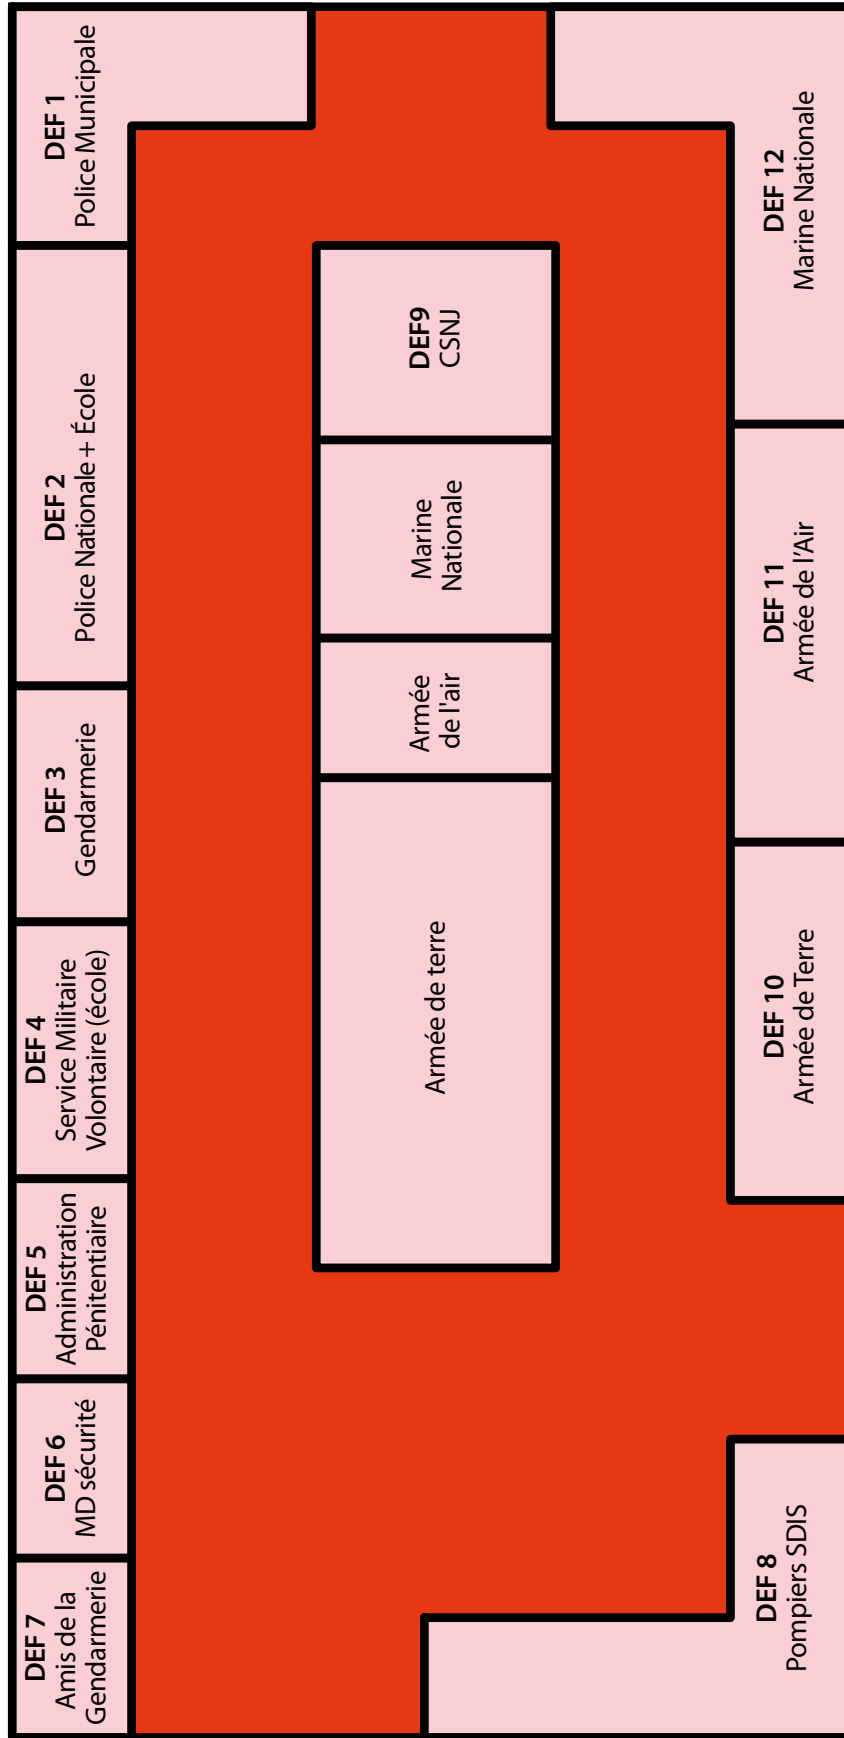 DEF 1
Police Municipale
DEF 2
Police Nationale + École
DEF 3
Gendarmerie
DEF 4
Service Militaire
Volontaire (école)
DEF 5
Administration
Pénitentiaire
DEF 6
MD sécurité
DEF 7
Amis de la
Gendarmerie
DEF9
CSNJ
Marine
Nationale
Armée
de l'air
Armée de terre
DEF 12
Marine Nationale
DEF 11
Armée de l'Air
DEF 10
Armée de Terre
DEF 8
Pompiers SDIS